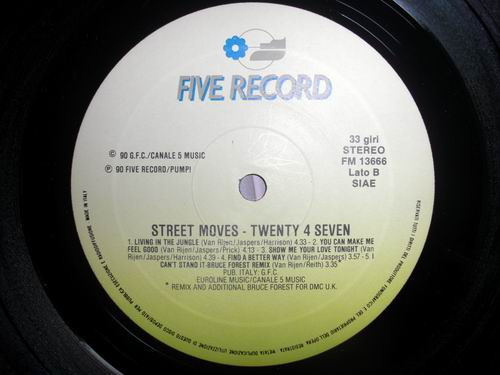 FIVE RECORD
© 90 G.F.C./CANALE 5 MUSIC
℗ 90 FIVE RECORD/PUMP!
33 giri
STEREO
FM 13666
Lato B
SIAE
MADE IN ITALY
STREET MOVES - TWENTY 4 SEVEN
1. LIVING IN THE JUNGLE (Van Rijen/Jaspers/Harrison) 4.33 - 2. YOU CAN MAKE ME
FEEL GOOD (Van Rijen/Jaspers/Prick) 4.13 - 3. SHOW ME YOUR LOVE TONIGHT (Van
Rijen/Jaspers/Harrison) 4.39 - 4. FIND A BETTER WAY (Van Rijen/Jaspers) 3.57 - 5. I
CAN'T STAND IT-BRUCE FOREST REMIX (Van Rijen/Reith) 3.35*
PUB. ITALY: G.F.C.
EUROLINE MUSIC/CANALE 5 MUSIC
* REMIX AND ADDITIONAL BRUCE FOREST FOR DMC U.K.